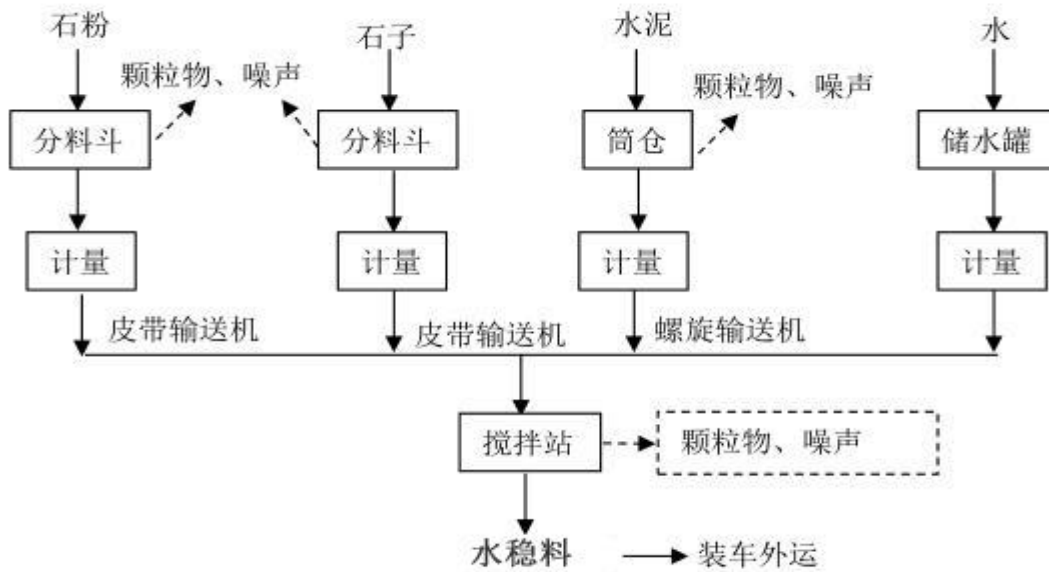 石粉
石子
水泥
水
颗粒物、噪声
颗粒物、噪声
分料斗
分料斗
筒仓
储水罐
计量
计量
计量
计量
皮带输送机
皮带输送机
螺旋输送机
搅拌站
颗粒物、噪声
水稳料
装车外运